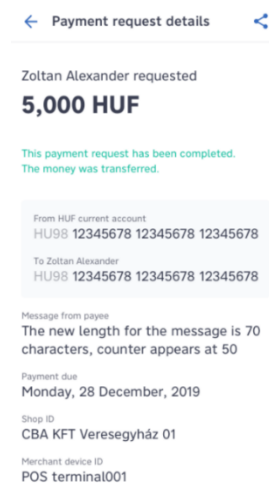 Payment request details
Zoltan Alexander requested
5,000 HUF
This payment request has been completed.
The money was transferred.
From HUF current account
HU98 12345678 12345678 12345678
To Zoltan Alexander
HU98 12345678 12345678 12345678
Message from payee
The new length for the message is 70
characters, counter appears at 50
Payment due
Monday, 28 December, 2019
Shop ID
CBA KFT Veresegyház 01
Merchant device ID
POS terminal001